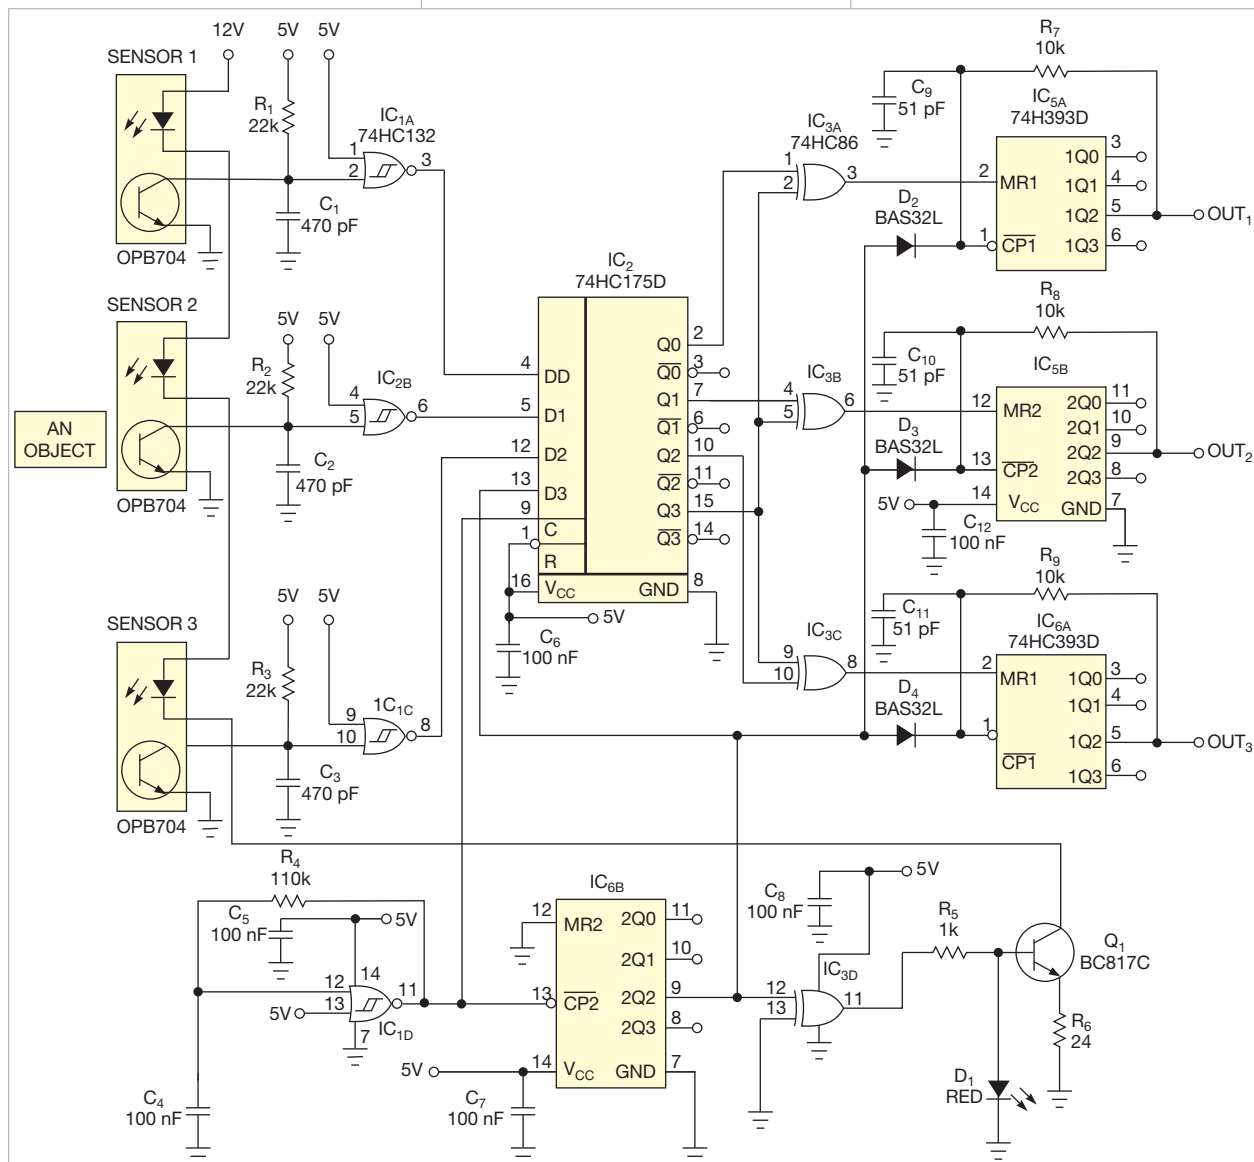 12V
5V
5V
SENSOR 1
R1
22k
IC1A
74HC132
1
2
3
C1
470 pF
OPB704
SENSOR 2
5V
5V
R2
22k
IC2B
4
5
6
AN
OBJECT
C2
470 pF
OPB704
SENSOR 3
5V
5V
R3
22k
1C1C
9
10
8
C3
470 pF
OPB704
IC2
74HC175D
4
DD
5
D1
12
D2
13
D3
9
C
1
R
16
VCC
GND
8
Q0
2
Q0
3
Q1
7
Q1
6
Q2
10
Q2
11
Q3
15
Q3
14
5V
C6
100 nF
IC3A
74HC86
1
2
3
IC3B
4
5
6
IC3C
9
10
8
R7
10k
C9
51 pF
IC5A
74H393D
D2
BAS32L
2
MR1
1
CP1
1Q0
3
1Q1
4
1Q2
5
1Q3
6
OUT1
R8
10k
C10
51 pF
IC5B
D3
BAS32L
12
MR2
13
CP2
14
VCC
GND
7
2Q0
11
2Q1
10
2Q2
9
2Q3
8
OUT2
5V
C12
100 nF
R9
10k
C11
51 pF
IC6A
74HC393D
D4
BAS32L
2
MR1
1
CP1
1Q0
3
1Q1
4
1Q2
5
1Q3
6
OUT3
R4
110k
C5
100 nF
5V
14
12
13
11
5V
IC1D
7
C4
100 nF
IC6B
12
MR2
13
CP2
14
VCC
GND
7
2Q0
11
2Q1
10
2Q2
9
2Q3
8
5V
C7
100 nF
C8
100 nF
5V
IC3D
12
13
11
R5
1k
Q1
BC817C
R6
24
D1
RED